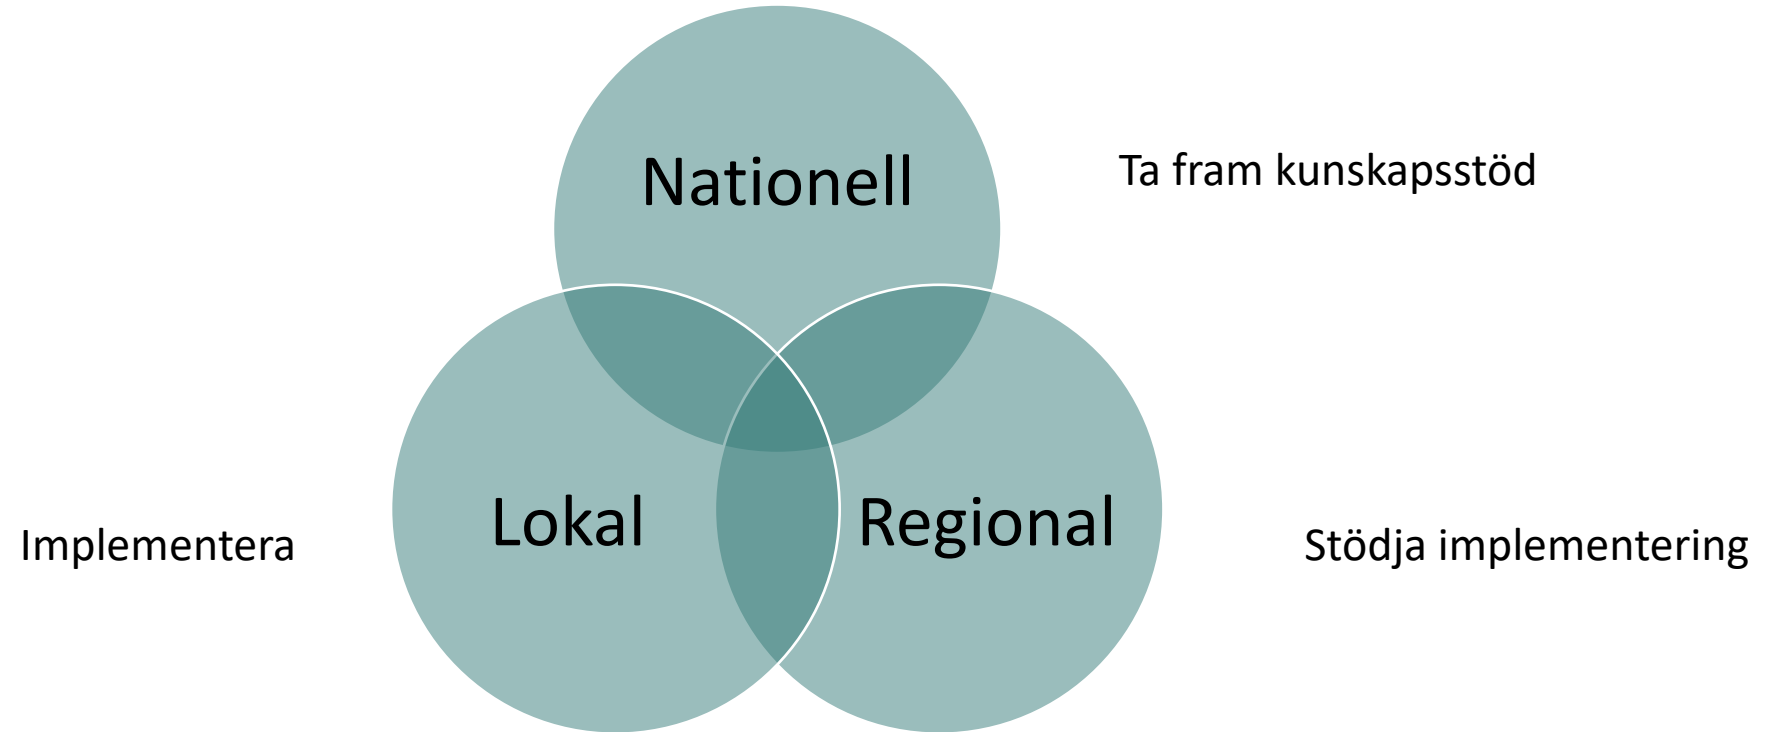 Nationell
Ta fram kunskapsstöd
Lokal
Regional
Implementera
Stödja implementering